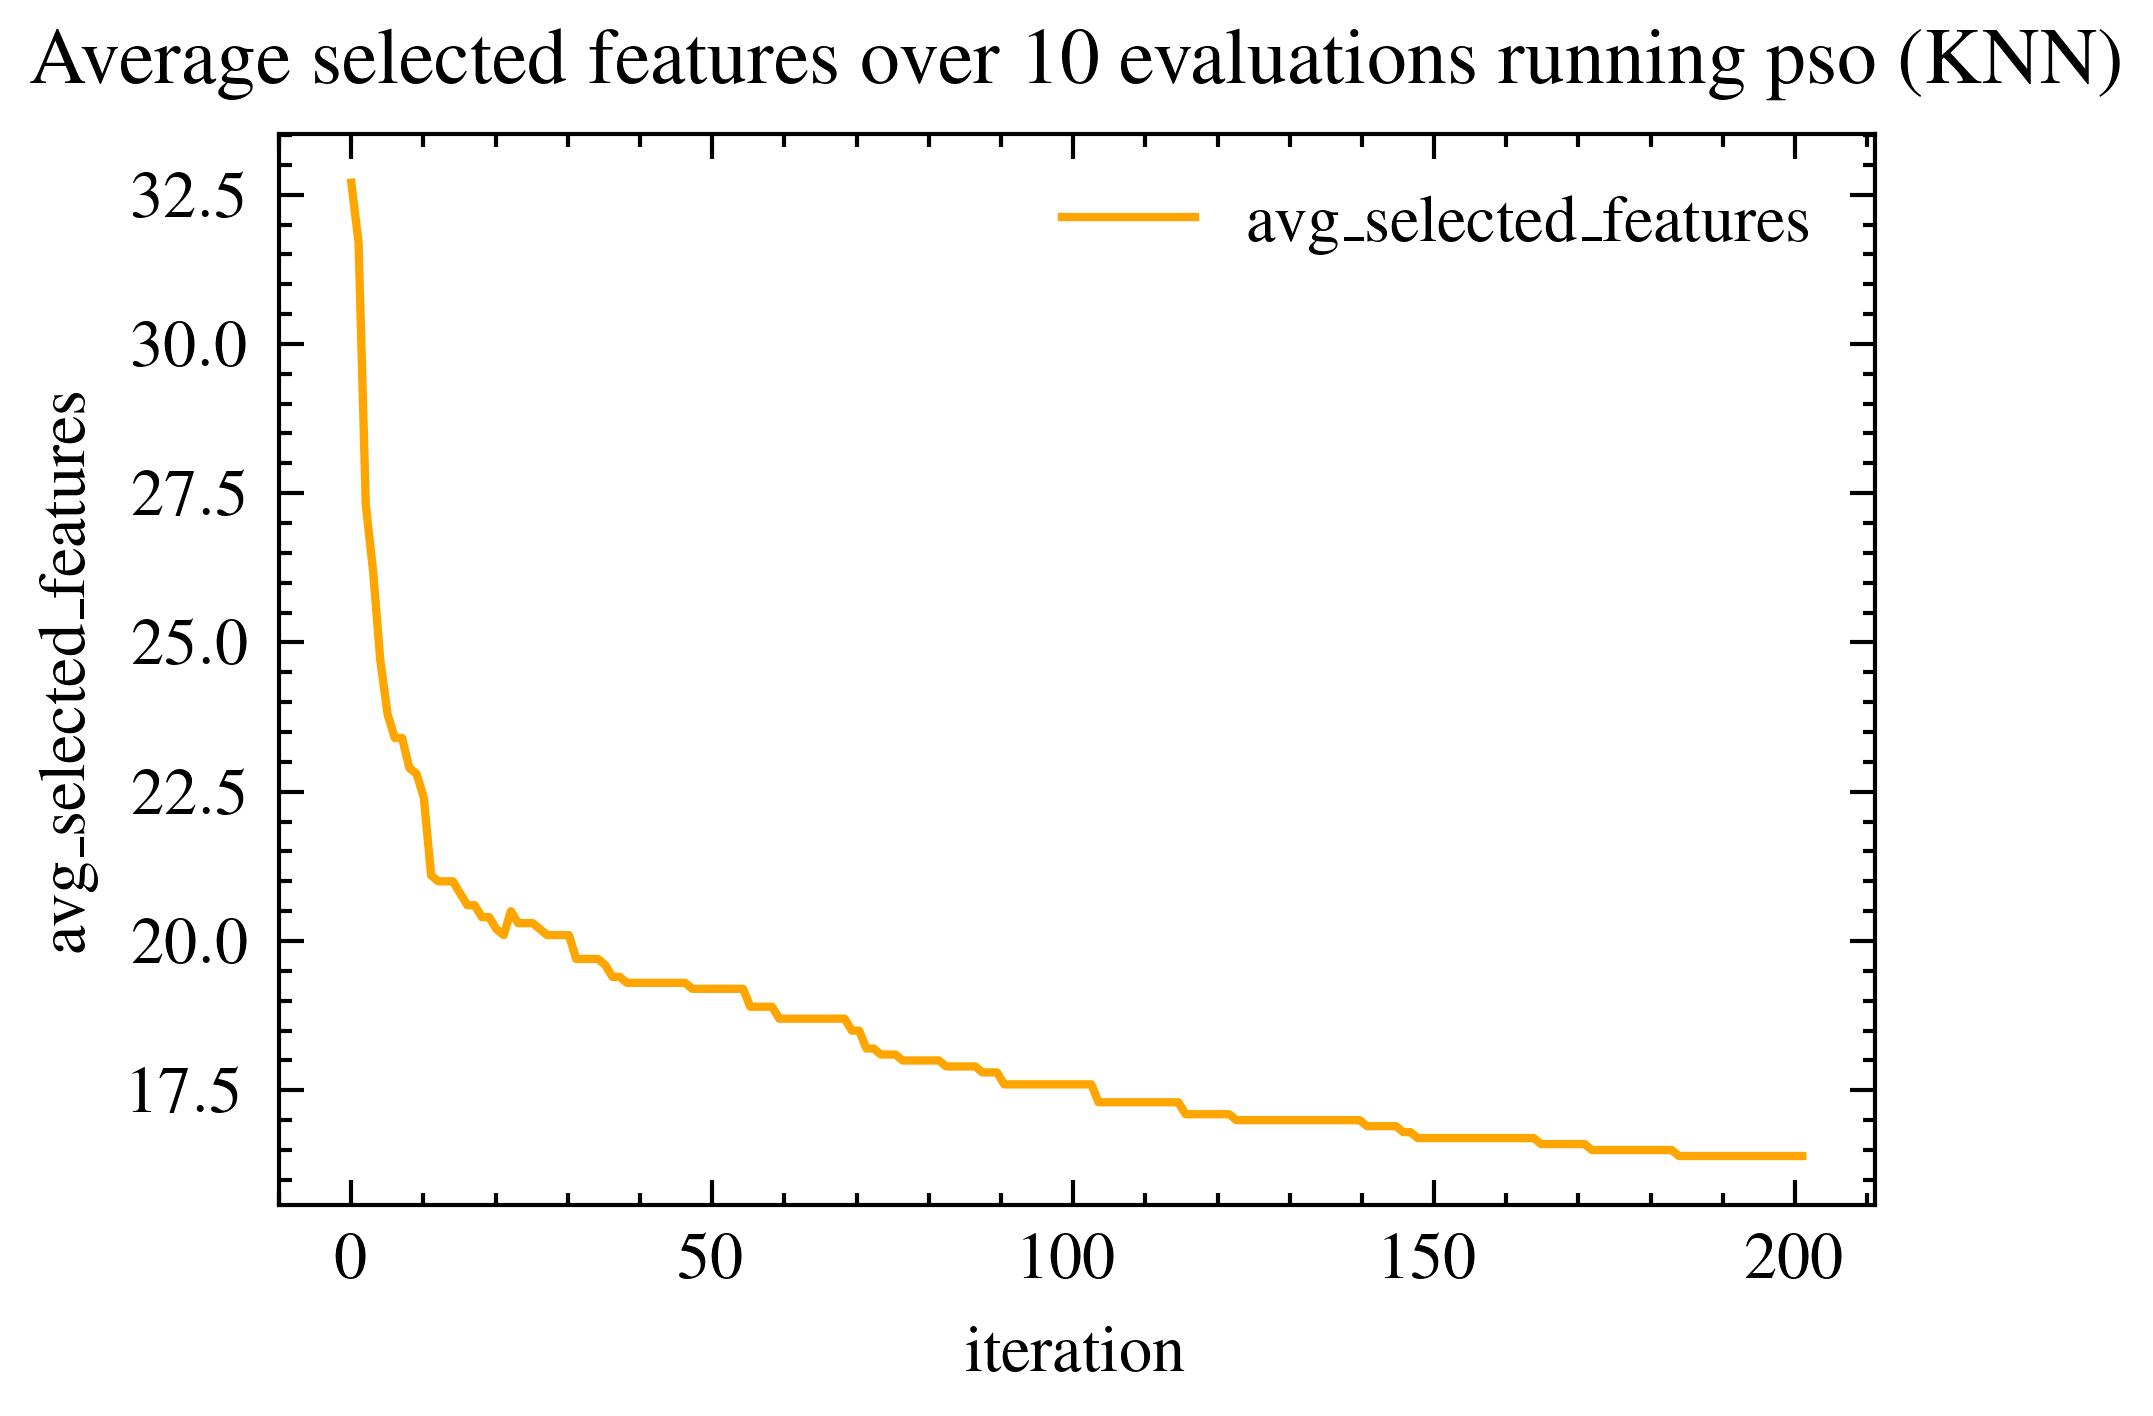 Average selected features over 10 evaluations running pso (KNN)
avg_selected_features
32.5
30.0
27.5
25.0
22.5
20.0
17.5
avg_selected_features
0 50 100 150 200
iteration